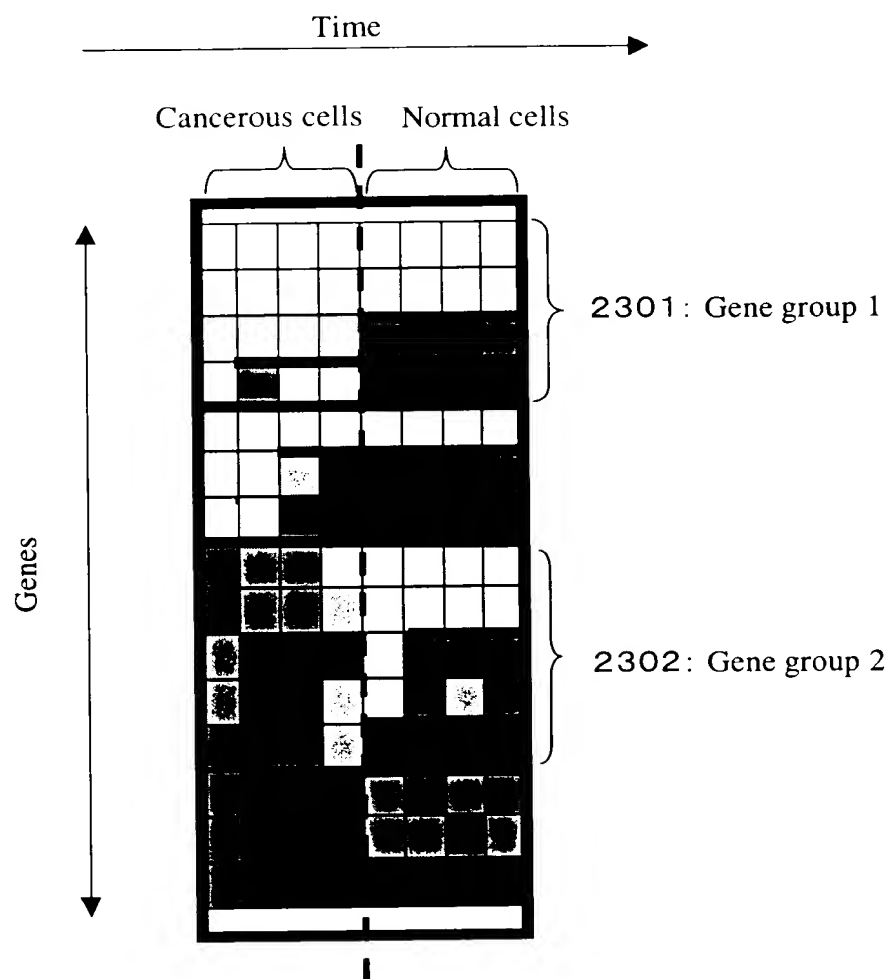 Time
Cancerous cells Normal cells
2301: Gene group 1
Genes
2302: Gene group 2